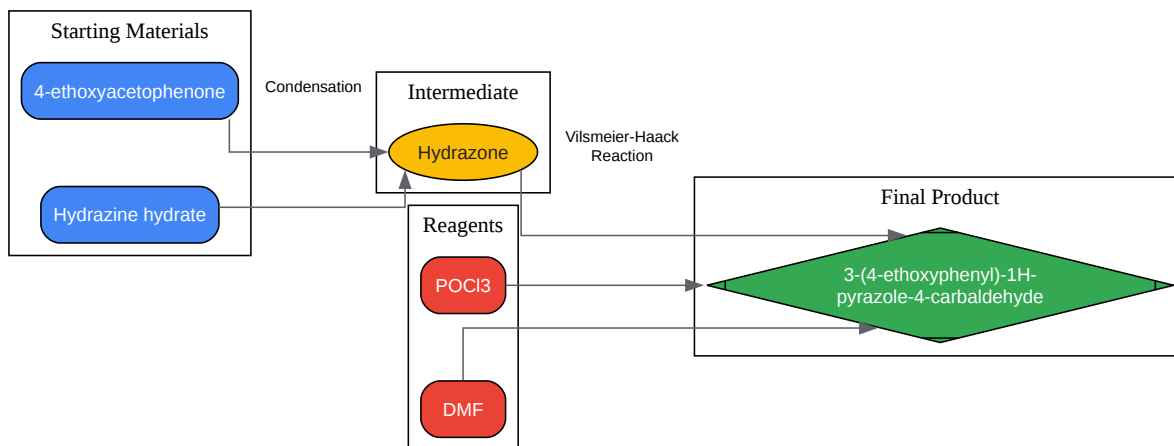 Starting Materials
4-ethoxyacetophenone
Hydrazine hydrate
Condensation
Intermediate
Hydrazone
Vilsmeier-Haack
Reaction
Reagents
POCl3
DMF
Final Product
3-(4-ethoxyphenyl)-1H-
pyrazole-4-carbaldehyde